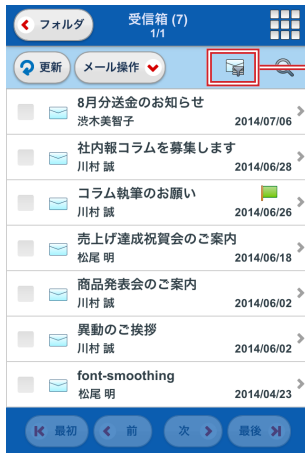 フォルダ
受信箱 (7)
1/1
更新
メール操作
8月分送金のお知らせ
渋木美智子
2014/07/06
社内報コラムを募集します
川村 誠
2014/06/28
コラム執筆のお願い
川村 誠
2014/06/26
売上げ達成祝賀会のご案内
松尾 明
2014/06/18
商品発表会のご案内
川村 誠
2014/06/02
異動のご挨拶
川村 誠
2014/06/02
font-smoothing
松尾 明
2014/04/23
最初
前
次
最後